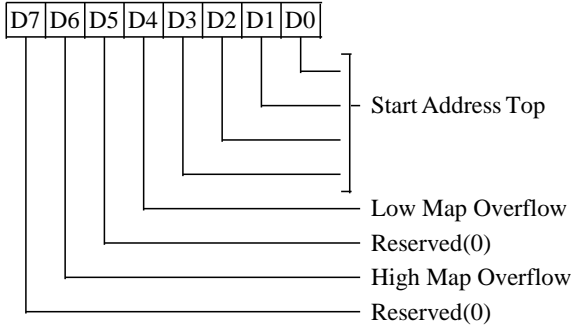 D7 D6 D5 D4 D3 D2 D1 D0
Start Address Top
Low Map Overflow
Reserved(0)
High Map Overflow
Reserved(0)